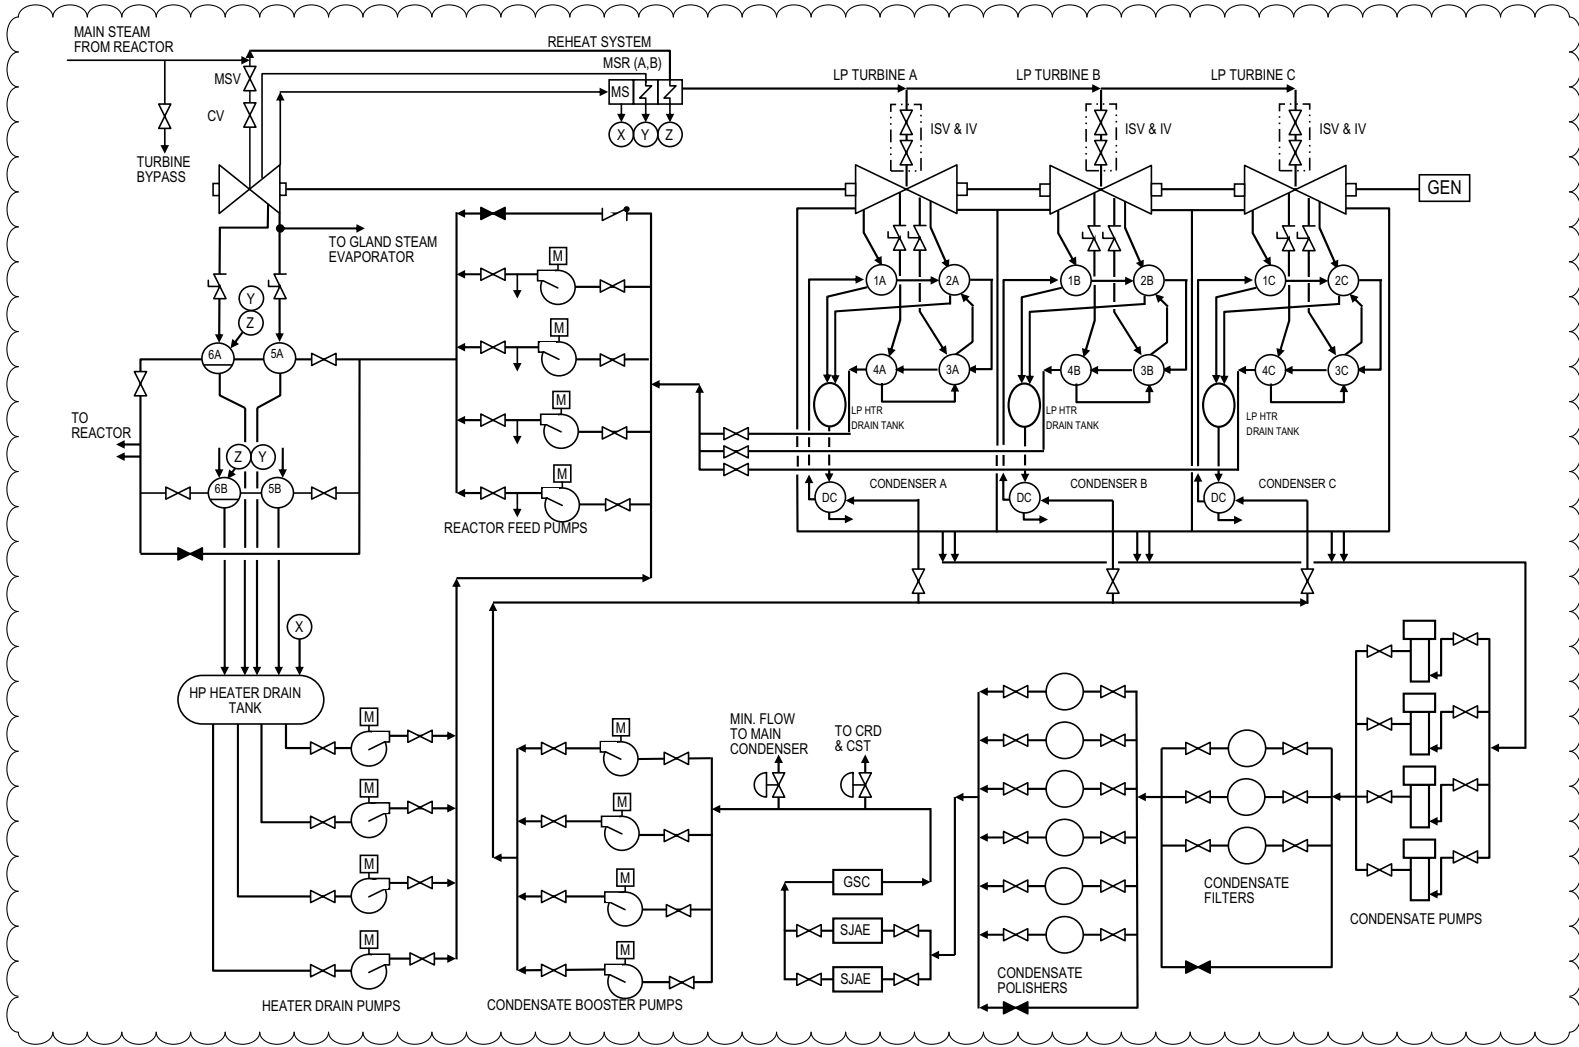 MAIN STEAM
FROM REACTOR
REHEAT SYSTEM
MSR (A,B)
LP TURBINE A
LP TURBINE B
LP TURBINE C
MSV
MS
CV
ISV & IV
ISV & IV
ISV & IV
X
Y
Z
TURBINE
BYPASS
GEN
TO GLAND STEAM
EVAPORATOR
M
1A
2A
1B
2B
1C
2C
Y
Z
M
6A
5A
4A
3A
4B
3B
4C
3C
M
LP HTR
DRAIN TANK
LP HTR
DRAIN TANK
LP HTR
DRAIN TANK
TO
REACTOR
Z
Y
M
6B
5B
CONDENSER A
CONDENSER B
CONDENSER C
DC
DC
DC
REACTOR FEED PUMPS
X
HP HEATER DRAIN
TANK
M
M
M
M
HEATER DRAIN PUMPS
M
M
M
M
CONDENSATE BOOSTER PUMPS
MIN. FLOW
TO MAIN
CONDENSER
TO CRD
& CST
GSC
SJAE
SJAE
CONDENSATE
POLISHERS
CONDENSATE
FILTERS
CONDENSATE PUMPS